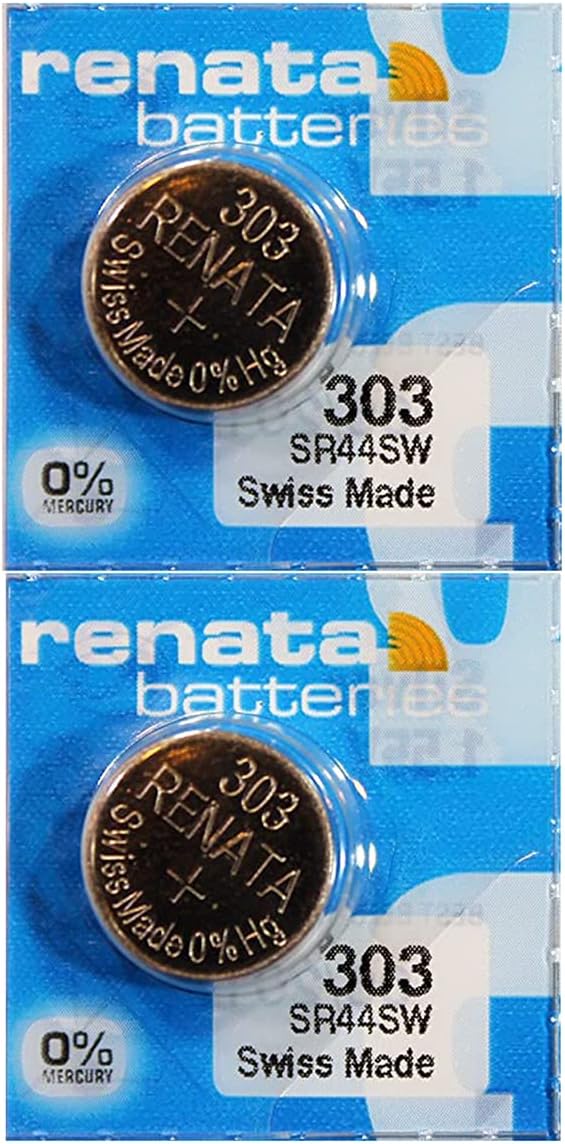 renata
batteries
303
RENATA
+
Swiss Made 0% Hg
303
SR44SW
Swiss Made
0%
MERCURY
renata
batteries
303
RENATA
+
Swiss Made 0% Hg
303
SR44SW
Swiss Made
0%
MERCURY